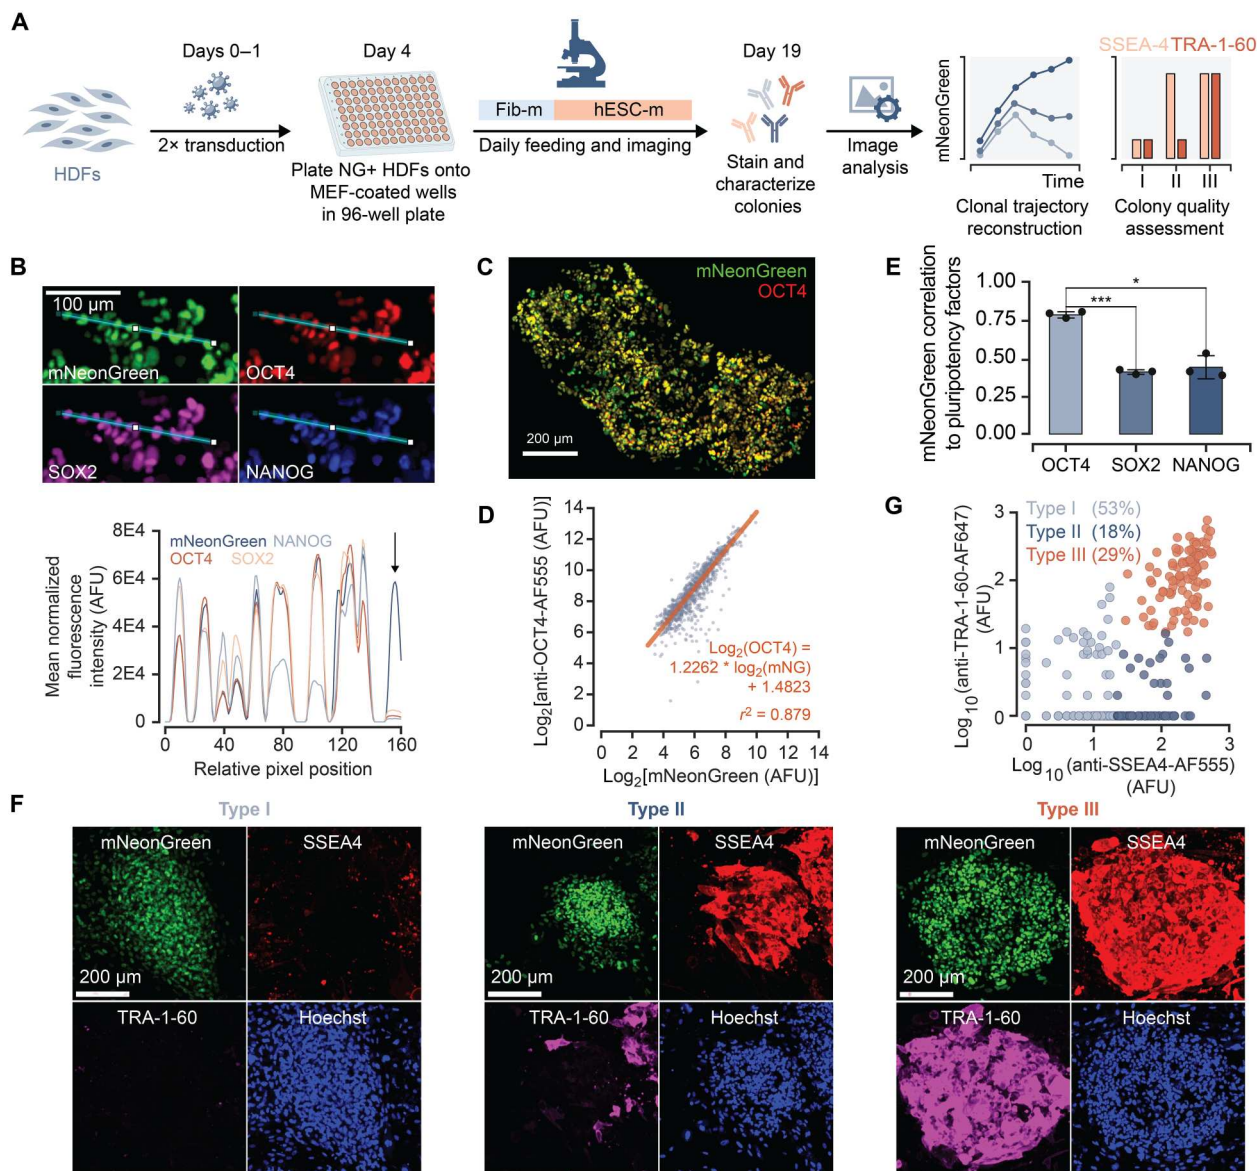 A
HDFs
Days 0–1
2× transduction
Day 4
Plate NG+ HDFs onto
MEF-coated wells
in 96-well plate
Fib-m
hESC-m
Daily feeding and imaging
Day 19
Stain and
characterize
colonies
Image
analysis
mNeonGreen
Time
Clonal trajectory
reconstruction
SSEA-4 TRA-1-60
I II III
Colony quality
assessment
B
100 µm
mNeonGreen
OCT4
SOX2
NANOG
Mean normalized
fluorescence
intensity (AFU)
8E4
6E4
4E4
2E4
0
mNeonGreen NANOG
OCT4 SOX2
0 40 80 120 160
Relative pixel position
C
mNeonGreen
OCT4
200 µm
D
Log2[anti-OCT4-AF555 (AFU)]
14
12
10
8
6
4
2
0
Log2(OCT4) =
1.2262 * log2(mNG)
+ 1.4823
r2 = 0.879
0 2 4 6 8 10 12 14
Log2[mNeonGreen (AFU)]
E
mNeonGreen correlation
to pluripotency factors
1.00
0.75
0.50
0.25
0.00
*
***
OCT4 SOX2 NANOG
G
Log10(anti-TRA-1-60-AF647)
(AFU)
3
2
1
0
Type I (53%)
Type II (18%)
Type III (29%)
0 1 2 3
Log10(anti-SSEA4-AF555)
(AFU)
F
Type I
mNeonGreen
SSEA4
200 µm
TRA-1-60
Hoechst
Type II
mNeonGreen
SSEA4
200 µm
TRA-1-60
Hoechst
Type III
mNeonGreen
SSEA4
200 µm
TRA-1-60
Hoechst